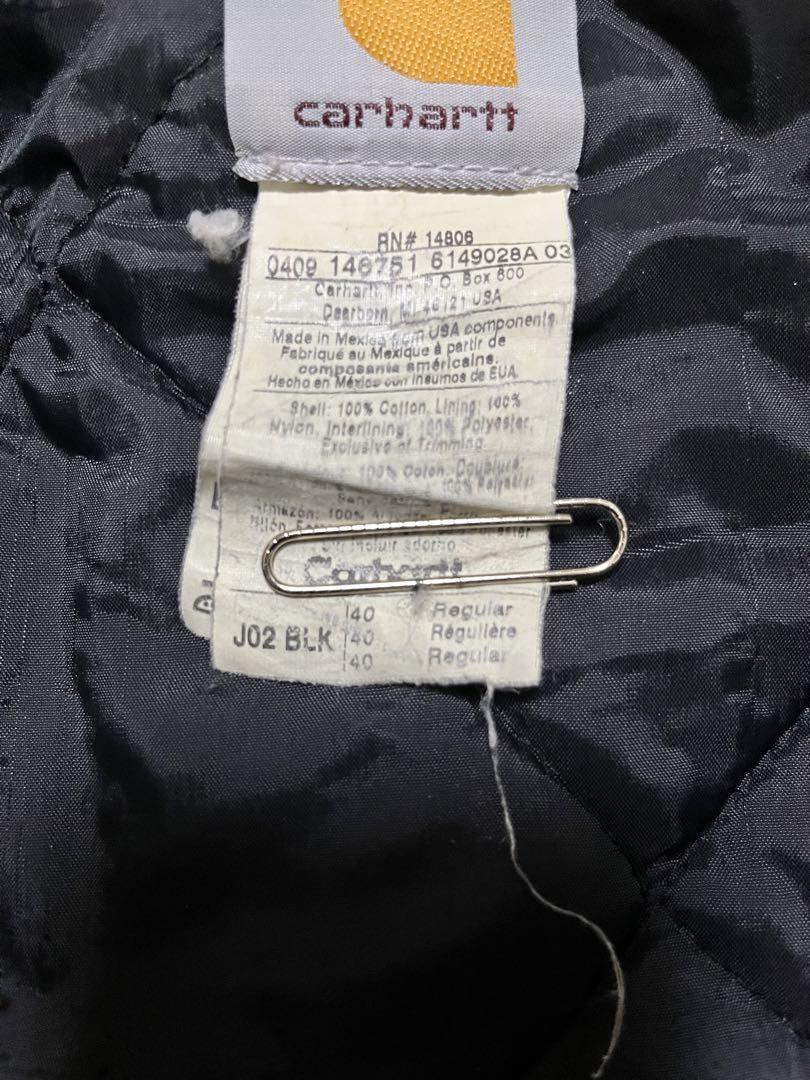 carhartt
RN# 14806
0409 146751 6149028A 03
Carhartt, Inc. P.O. Box 600
Dearborn, MI 48121 USA
Made in Mexico from USA components.
Fabriqué au Mexique à partir de
composants américains.
Hecho en México con insumos de EUA.
Shell: 100% Cotton, Lining: 100%
Nylon, Interlining: 100% Polyester,
Exclusive of Trimming
100% Coton, Doublure:
100% Polyester
Armazón: 100%
incluir adorno.
Carhartt
40 Regular
J02 BLK 40 Régulière
40 Regular